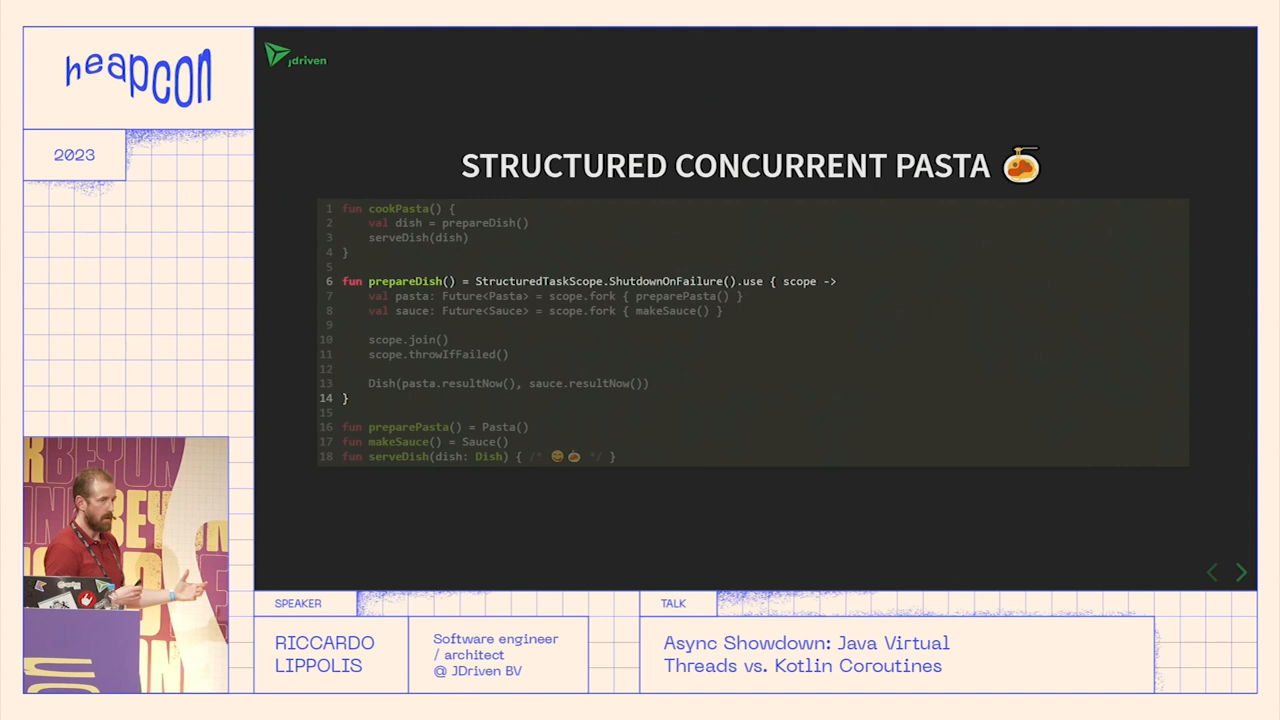 heapcon
2023
jdriven
STRUCTURED CONCURRENT PASTA 🍝
1 fun cookPasta() {
2     val dish = prepareDish()
3     serveDish(dish)
4 }
5
6 fun prepareDish() = StructuredTaskScope.ShutdownOnFailure().use { scope ->
7     val pasta: Future<Pasta> = scope.fork { preparePasta() }
8     val sauce: Future<Sauce> = scope.fork { makeSauce() }
9
10     scope.join()
11     scope.throwIfFailed()
12
13     Dish(pasta.resultNow(), sauce.resultNow())
14 }
15
16 fun preparePasta() = Pasta()
17 fun makeSauce() = Sauce()
18 fun serveDish(dish: Dish) { /* 😋🍝 */ }
BEYON
BEY
SPEAKER
RICCARDO
LIPPOLIS
Software engineer
/ architect
@ JDriven BV
TALK
Async Showdown: Java Virtual
Threads vs. Kotlin Coroutines